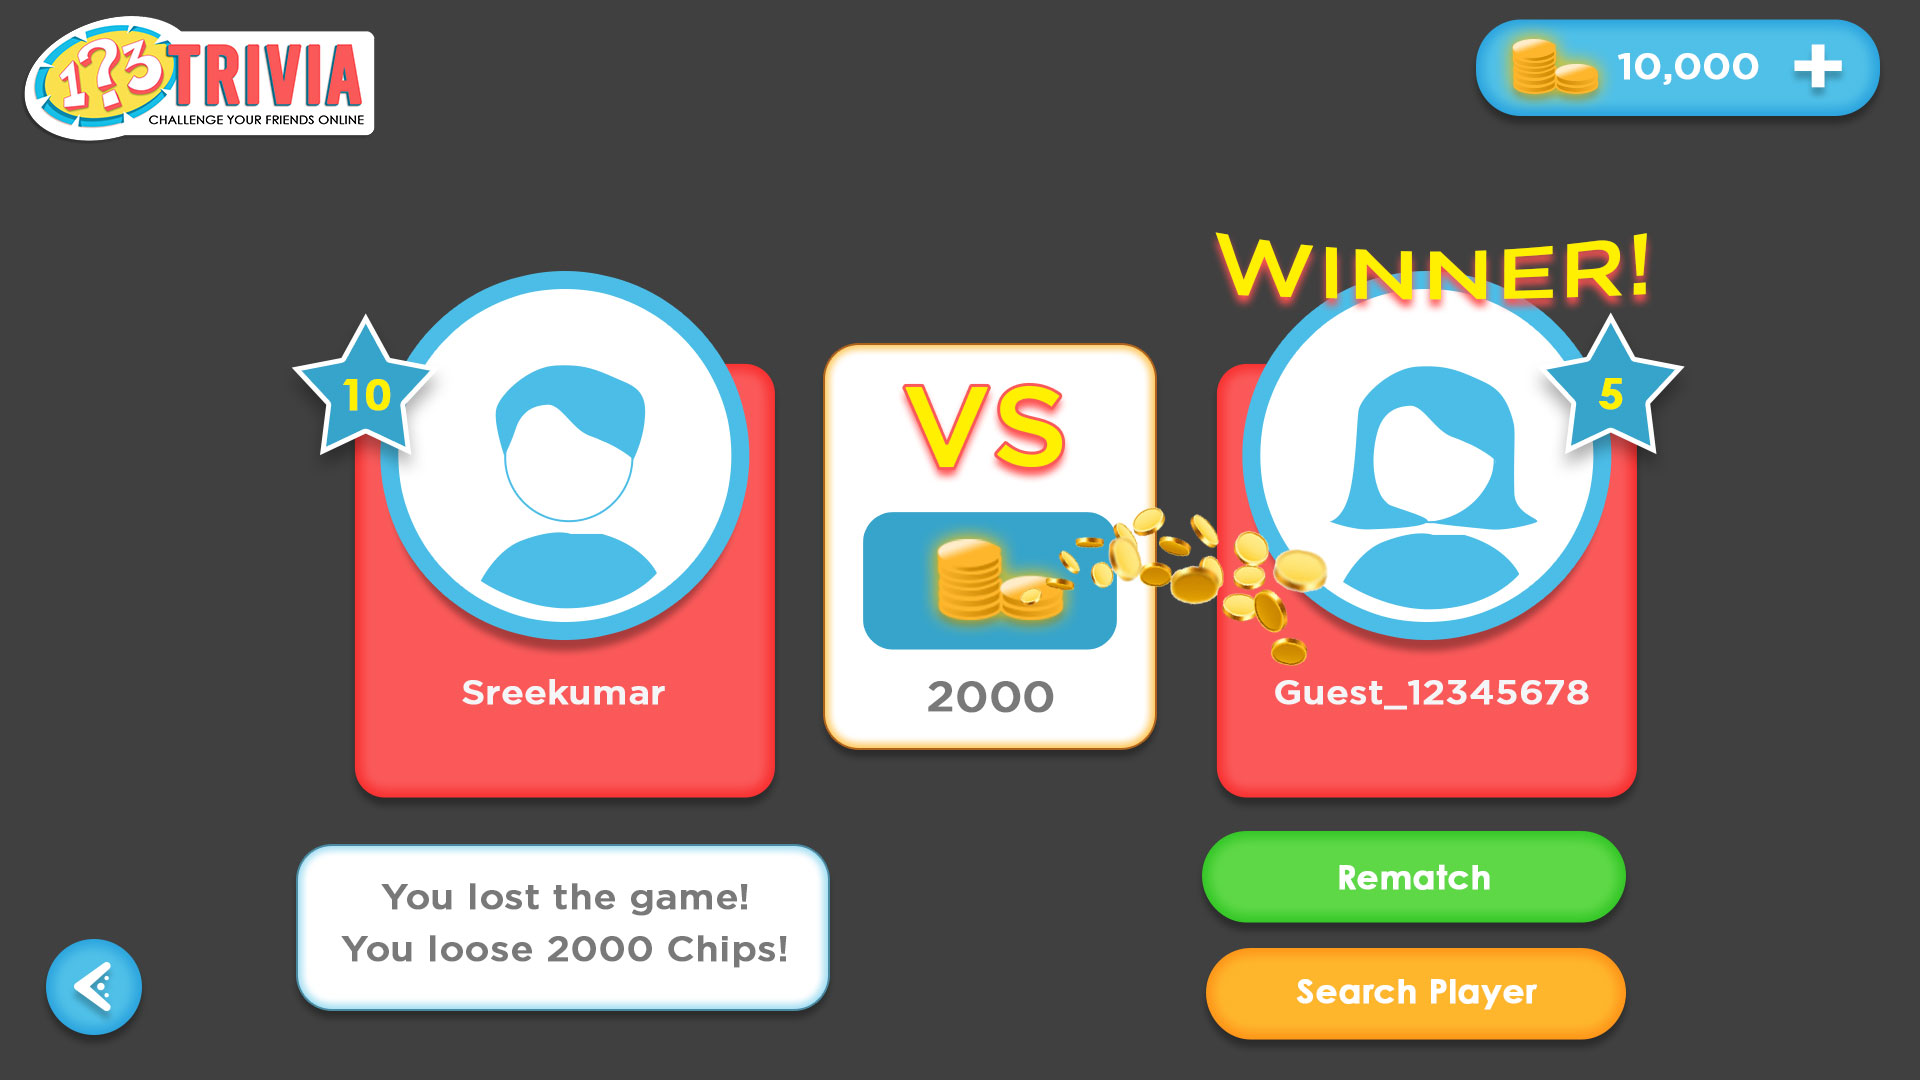 1?3 TRIVIA
CHALLENGE YOUR FRIENDS ONLINE
10,000 +
WINNER!
10
5
VS
2000
Sreekumar
Guest_12345678
You lost the game!
You loose 2000 Chips!
Rematch
Search Player